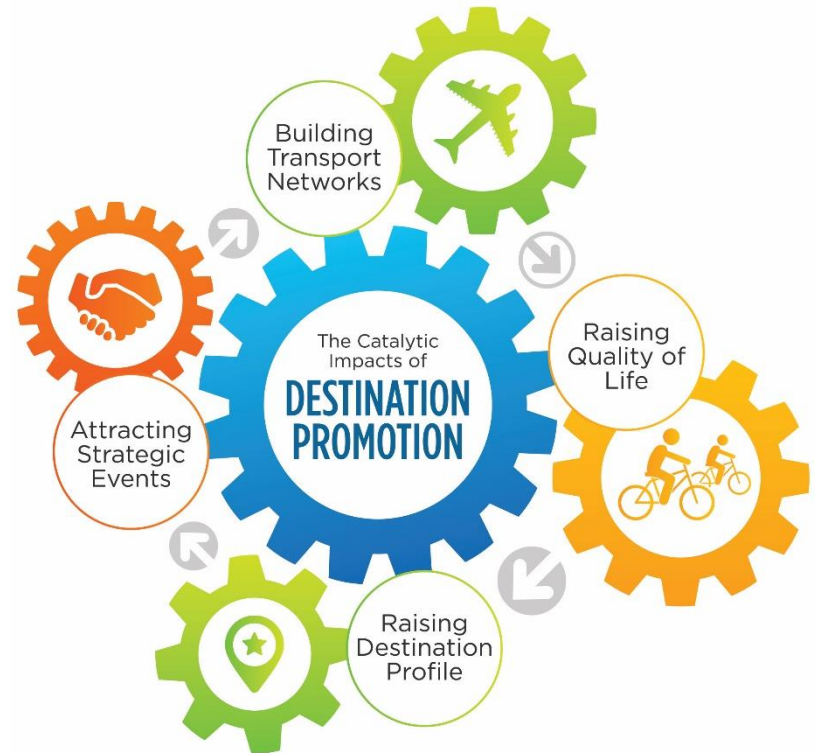 Building
Transport
Networks
The Catalytic
Impacts of
DESTINATION
PROMOTION
Raising
Quality of
Life
Attracting
Strategic
Events
Raising
Destination
Profile